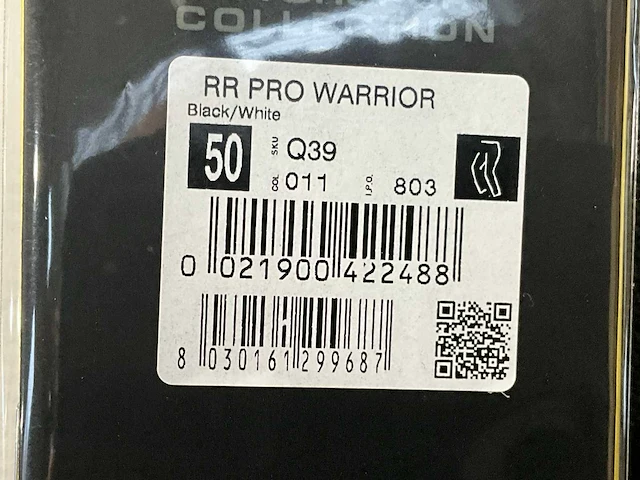 COLLECTION
RR PRO WARRIOR
Black/White
50 SKU Q39
COL 011 I.P.O. 803
0 021900 422488
8 030161 299687